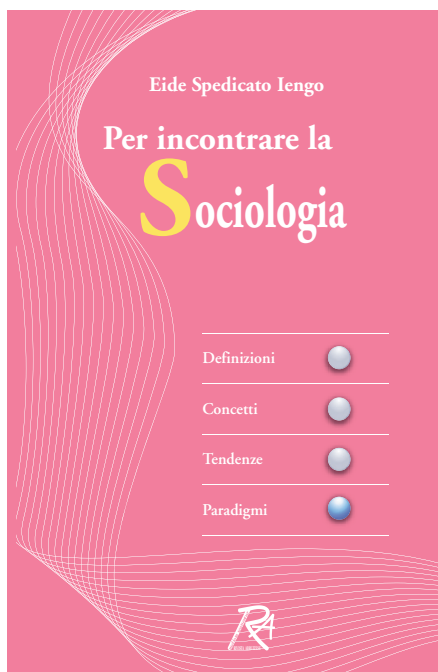 Eide Spedicato Iengo
Per incontrare la
Sociologia
Definizioni
Concetti
Tendenze
Paradigmi